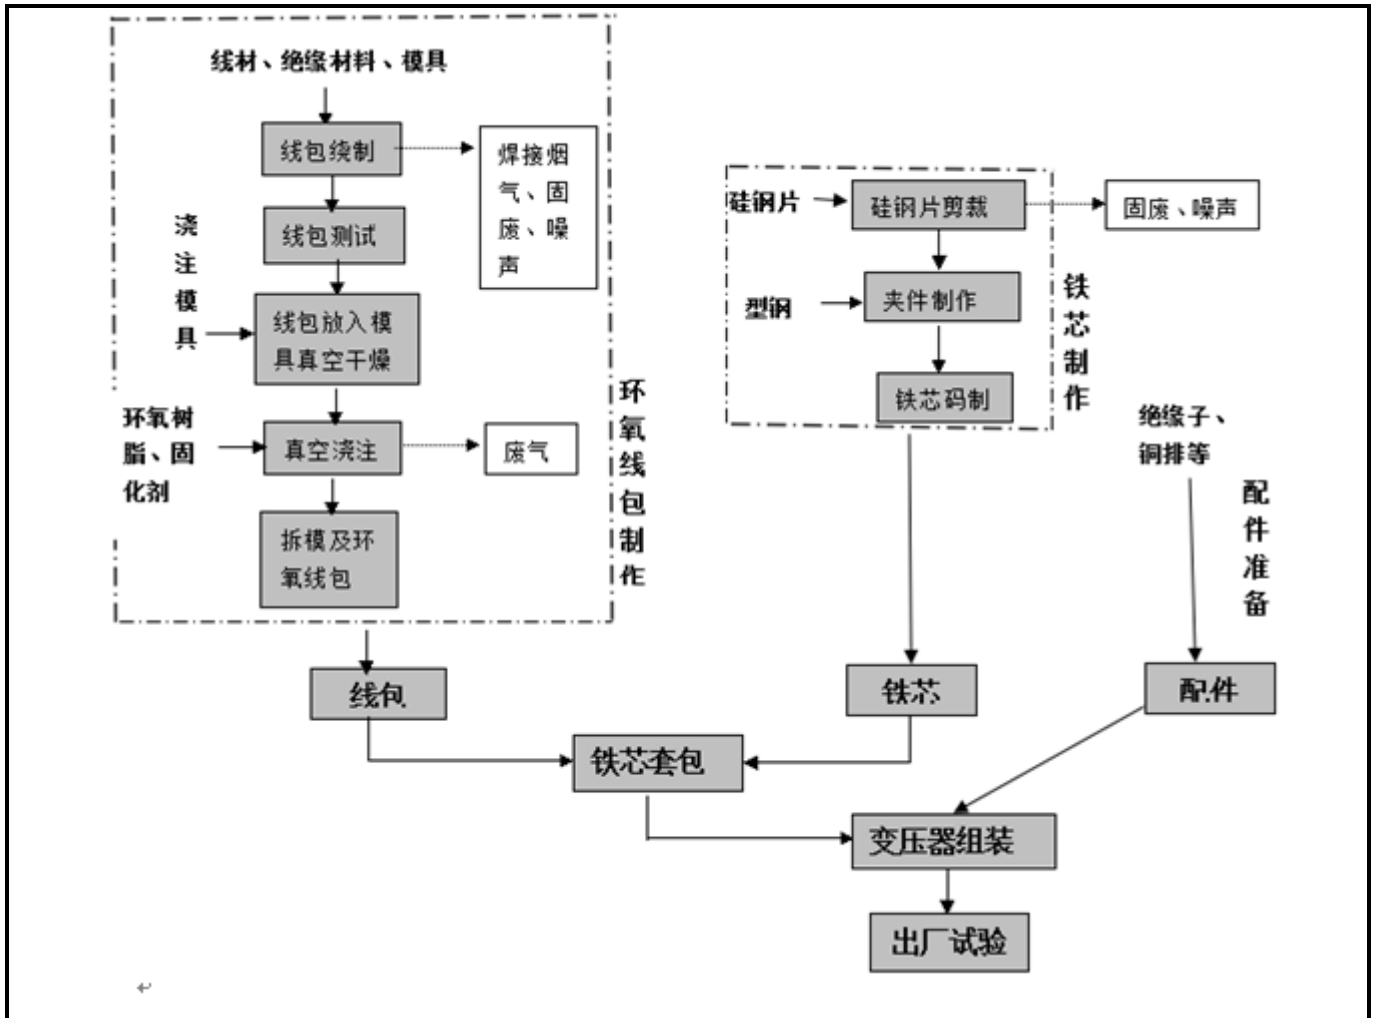 线材、绝缘材料、模具
线包绕制
焊接烟
气、固
废、噪
声
线包测试
浇
注
模
具
线包放入模
具真空干燥
环氧树
脂、固
化剂
真空浇注
废气
拆模及环
氧线包
环
氧
线
包
制
作
硅钢片
硅钢片剪裁
固废、噪声
型钢
夹件制作
铁芯码制
铁
芯
制
作
绝缘子、
铜排等
配
件
准
备
线包
铁芯
配件
铁芯套包
变压器组装
出厂试验